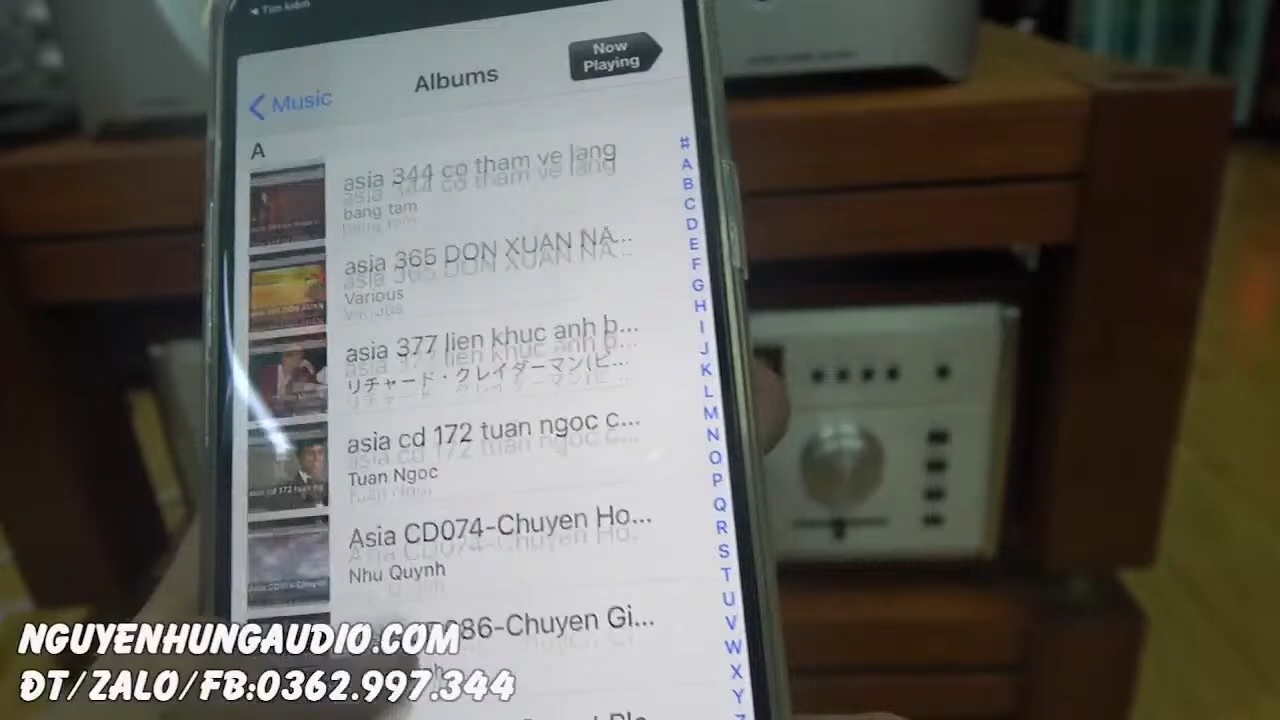 Tìm kiếm
Now
Playing
Albums
Music
A
asia 344 co tham ve lang
bang tam
asia 365 DON XUAN NA...
Various
asia 377 lien khuc anh b...
リチャード・クレイダーマン(ピ...
asia cd 172 tuan ngoc c...
Tuan Ngoc
Asia CD074-Chuyen Ho...
Nhu Quynh
86-Chuyen Gi...
#
A
B
C
D
E
F
G
H
I
J
K
L
M
N
O
P
Q
R
S
T
U
V
W
X
Y
NGUYENHUNGAUDIO.COM
ĐT/ZALO/FB:0362.997.344